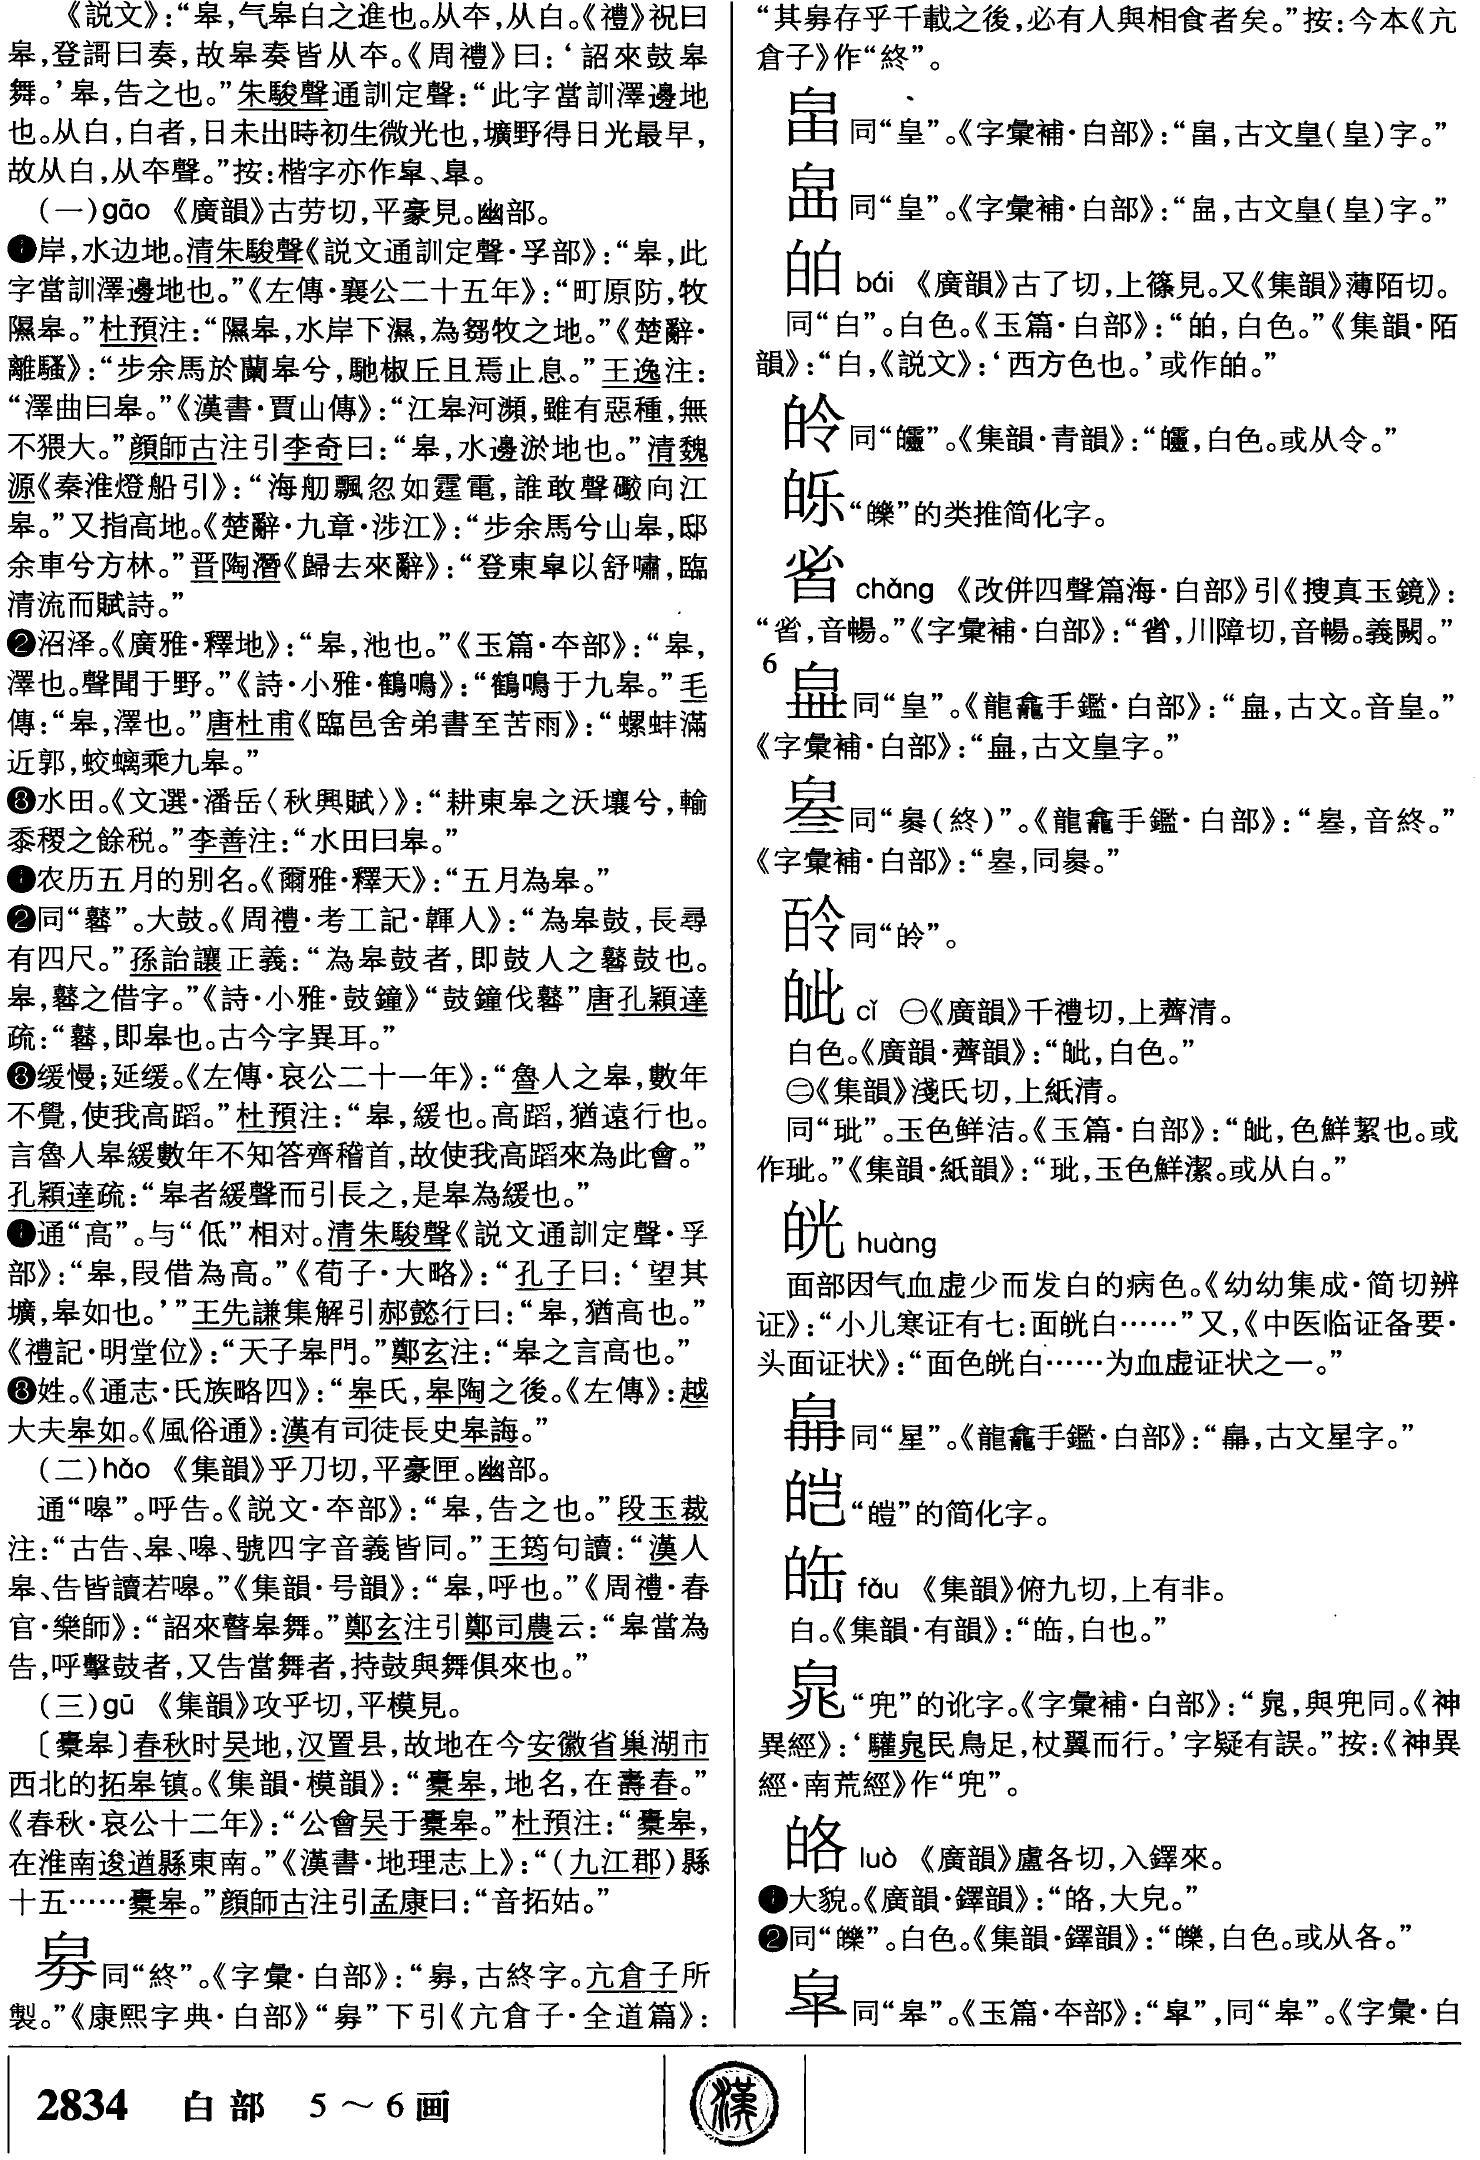 《説文》：“皋，气皋白之進也。从夲，从白。《禮》祝曰
皋，登謌曰奏，故皋奏皆从夲。《周禮》曰：‘詔來鼓皋
舞。’皋，告之也。”朱駿聲通訓定聲：“此字當訓澤邊地
也。从白，白者，日未出時初生微光也，壙野得日光最早，
故从白，从夲聲。”按：楷字亦作皐、臯。
（一）gāo 《廣韻》古劳切，平豪見。幽部。
❶岸，水边地。清朱駿聲《説文通訓定聲·孚部》：“皋，此
字當訓澤邊地也。”《左傳·襄公二十五年》：“町原防，牧
隰皋。”杜預注：“隰皋，水岸下濕，為芻牧之地。”《楚辭·
離騷》：“步余馬於蘭皋兮，馳椒丘且焉止息。”王逸注：
“澤曲曰皋。”《漢書·賈山傳》：“江皋河瀕，雖有惡種，無
不猥大。”顔師古注引李奇曰：“皋，水邊淤地也。”清魏
源《秦淮燈船引》：“海舠飄忽如霆電，誰敢聲礮向江
皋。”又指高地。《楚辭·九章·涉江》：“步余馬兮山皋，邸
余車兮方林。”晋陶潛《歸去來辭》：“登東皐以舒嘯，臨
清流而賦詩。”
❷沼泽。《廣雅·釋地》：“皋，池也。”《玉篇·夲部》：“皋，
澤也。聲聞于野。”《詩·小雅·鶴鳴》：“鶴鳴于九皋。”毛
傳：“皋，澤也。”唐杜甫《臨邑舍弟書至苦雨》：“螺蚌滿
近郭，蛟螭乘九皋。”
❸水田。《文選·潘岳〈秋興賦〉》：“耕東皋之沃壤兮，輸
黍稷之餘税。”李善注：“水田曰皋。”
❹农历五月的别名。《爾雅·釋天》：“五月為皋。”
❺同“鼛”。大鼓。《周禮·考工記·韗人》：“為皋鼓，長尋
有四尺。”孫詒讓正義：“為皋鼓者，即鼓人之鼛鼓也。
皋，鼛之借字。”《詩·小雅·鼓鐘》“鼓鐘伐鼛”唐孔穎達
疏：“鼛，即皋也。古今字異耳。”
❻缓慢；延缓。《左傳·哀公二十一年》：“魯人之皋，數年
不覺，使我高蹈。”杜預注：“皋，緩也。高蹈，猶遠行也。
言魯人皋緩數年不知答齊稽首，故使我高蹈來為此會。”
孔穎達疏：“皋者緩聲而引長之，是皋為緩也。”
❼通“高”。与“低”相对。清朱駿聲《説文通訓定聲·孚
部》：“皋，叚借為高。”《荀子·大略》：“孔子曰：‘望其
壙，皋如也。’”王先謙集解引郝懿行曰：“皋，猶高也。”
《禮記·明堂位》：“天子皋門。”鄭玄注：“皋之言高也。”
❽姓。《通志·氏族略四》：“皋氏，皋陶之後。《左傳》：越
大夫皋如。《風俗通》：漢有司徒長史皋誨。”
（二）háo 《集韻》乎刀切，平豪匣。幽部。
通“嗥”。呼告。《説文·夲部》：“皋，告之也。”段玉裁
注：“古告、皋、嗥、號四字音義皆同。”王筠句讀：“漢人
皋、告皆讀若嗥。”《集韻·号韻》：“皋，呼也。”《周禮·春
官·樂師》：“詔來瞽皋舞。”鄭玄注引鄭司農云：“皋當為
告，呼擊鼓者，又告當舞者，持鼓與舞俱來也。”
（三）gū 《集韻》攻乎切，平模見。
〔橐皋〕春秋时吴地，汉置县，故地在今安徽省巢湖市
西北的拓皋镇。《集韻·模韻》：“橐皋，地名，在壽春。”
《春秋·哀公十二年》：“公會吴于橐皋。”杜預注：“橐皋，
在淮南逡遒縣東南。”《漢書·地理志上》：“（九江郡）縣
十五……橐皋。”顔師古注引孟康曰：“音拓姑。”
㿝同“終”。《字彙·白部》：“㿝，古終字。亢倉子所
製。”《康熙字典·白部》“㿝”下引《亢倉子·全道篇》：
“其㿝存乎千載之後，必有人與相食者矣。”按：今本《亢
倉子》作“終”。
同“皇”。《字彙補·白部》：“，古文皇（皇）字。”
同“皇”。《字彙補·白部》：“，古文皇（皇）字。”
㿟 bái 《廣韻》古了切，上篠見。又《集韻》薄陌切。
同“白”。白色。《玉篇·白部》：“㿟，白色。”《集韻·陌
韻》：“白，《説文》：‘西方色也。’或作㿟。”
皊同“”。《集韻·青韻》：“，白色。或从令。”
“皪”的类推简化字。
chǎng 《改併四聲篇海·白部》引《搜真玉鏡》：
“，音暢。”《字彙補·白部》：“，川障切，音暢。義闕。”
6
同“皇”。《龍龕手鑑·白部》：“，古文。音皇。”
《字彙補·白部》：“，古文皇字。”
同“（終）”。《龍龕手鑑·白部》：“，音終。”
《字彙補·白部》：“，同。”
同“皊”。
皉 cǐ ㊀《廣韻》千禮切，上薺清。
白色。《廣韻·薺韻》：“皉，白色。”
㊁《集韻》淺氏切，上紙清。
同“玼”。玉色鲜洁。《玉篇·白部》：“皉，色鮮絜也。或
作玼。”《集韻·紙韻》：“玼，玉色鮮潔。或从白。”
㿠 huàng
面部因气血虚少而发白的病色。《幼幼集成·简切辨
证》：“小儿寒证有七：面㿠白……”又，《中医临证备要·
头面证状》：“面色㿠白……为血虚证状之一。”
同“星”。《龍龕手鑑·白部》：“，古文星字。”
皑“皚”的简化字。
fǎu 《集韻》俯九切，上有非。
白。《集韻·有韻》：“，白也。”
“兜”的讹字。《字彙補·白部》：“，與兜同。《神
異經》：‘驩民鳥足，杖翼而行。’字疑有誤。”按：《神異
經·南荒經》作“兜”。
luò 《廣韻》盧各切，入鐸來。
❶大貌。《廣韻·鐸韻》：“，大皃。”
❷同“皪”。白色。《集韻·鐸韻》：“皪，白色。或从各。”
皐同“皋”。《玉篇·夲部》：“皐”，同“皋”。《字彙·白
2834 白部 5～6画
漢